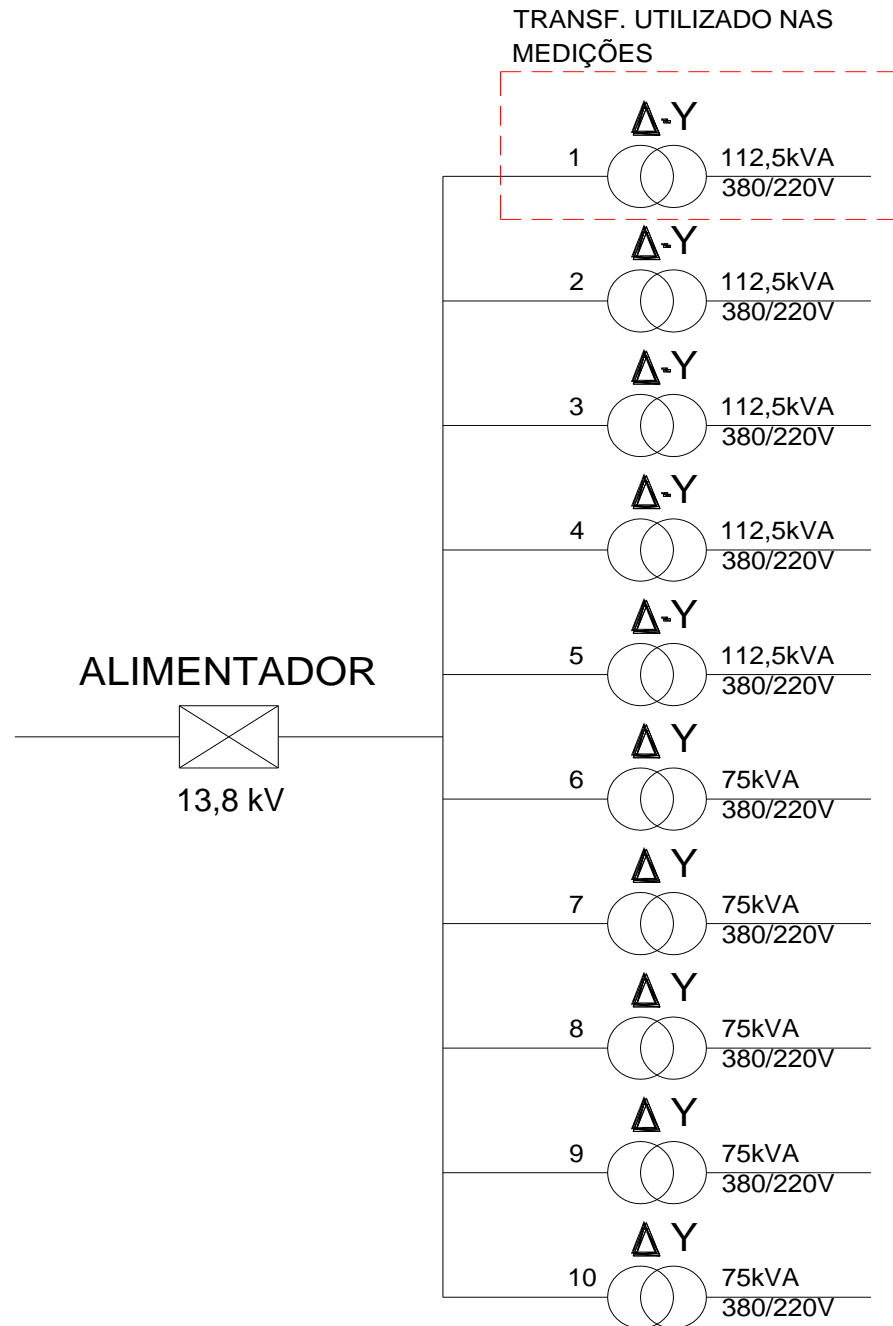 TRANSF. UTILIZADO NAS
MEDIÇÕES
Δ-Y
1
112,5kVA
380/220V
Δ-Y
2
112,5kVA
380/220V
Δ-Y
3
112,5kVA
380/220V
Δ-Y
4
112,5kVA
380/220V
Δ-Y
5
112,5kVA
380/220V
ALIMENTADOR
13,8 kV
Δ Y
6
75kVA
380/220V
Δ Y
7
75kVA
380/220V
Δ Y
8
75kVA
380/220V
Δ Y
9
75kVA
380/220V
Δ Y
10
75kVA
380/220V